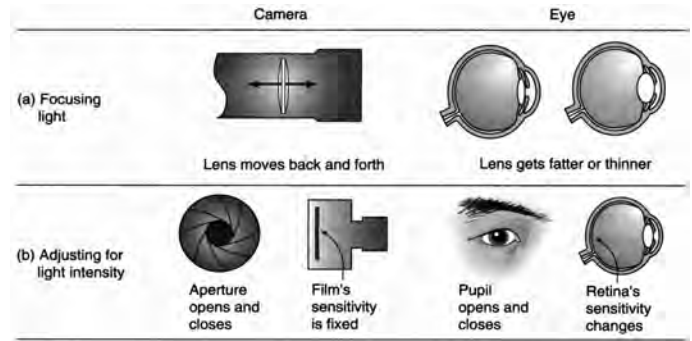 Camera
Eye
(a) Focusing
light
Lens moves back and forth
Lens gets fatter or thinner
(b) Adjusting for
light intensity
Aperture
opens and
closes
Film's
sensitivity
is fixed
Pupil
opens and
closes
Retina's
sensitivity
changes